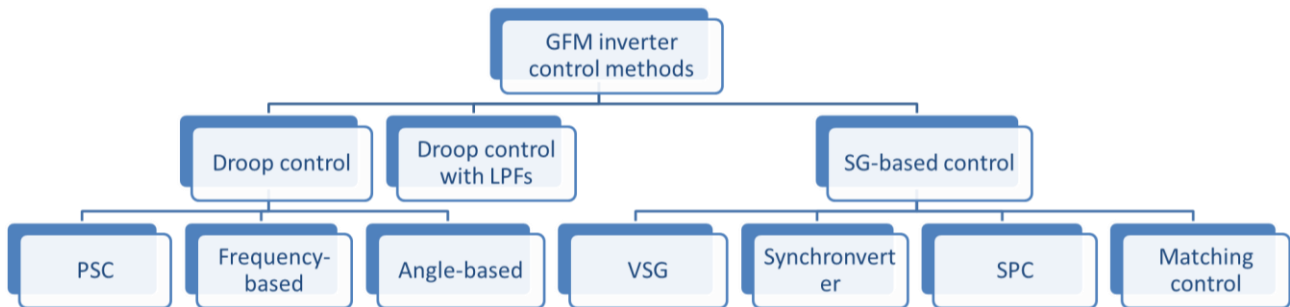 GFM inverter
control methods
Droop control
Droop control
with LPFs
SG-based control
PSC
Frequency-
based
Angle-based
VSG
Synchronvert
er
SPC
Matching
control